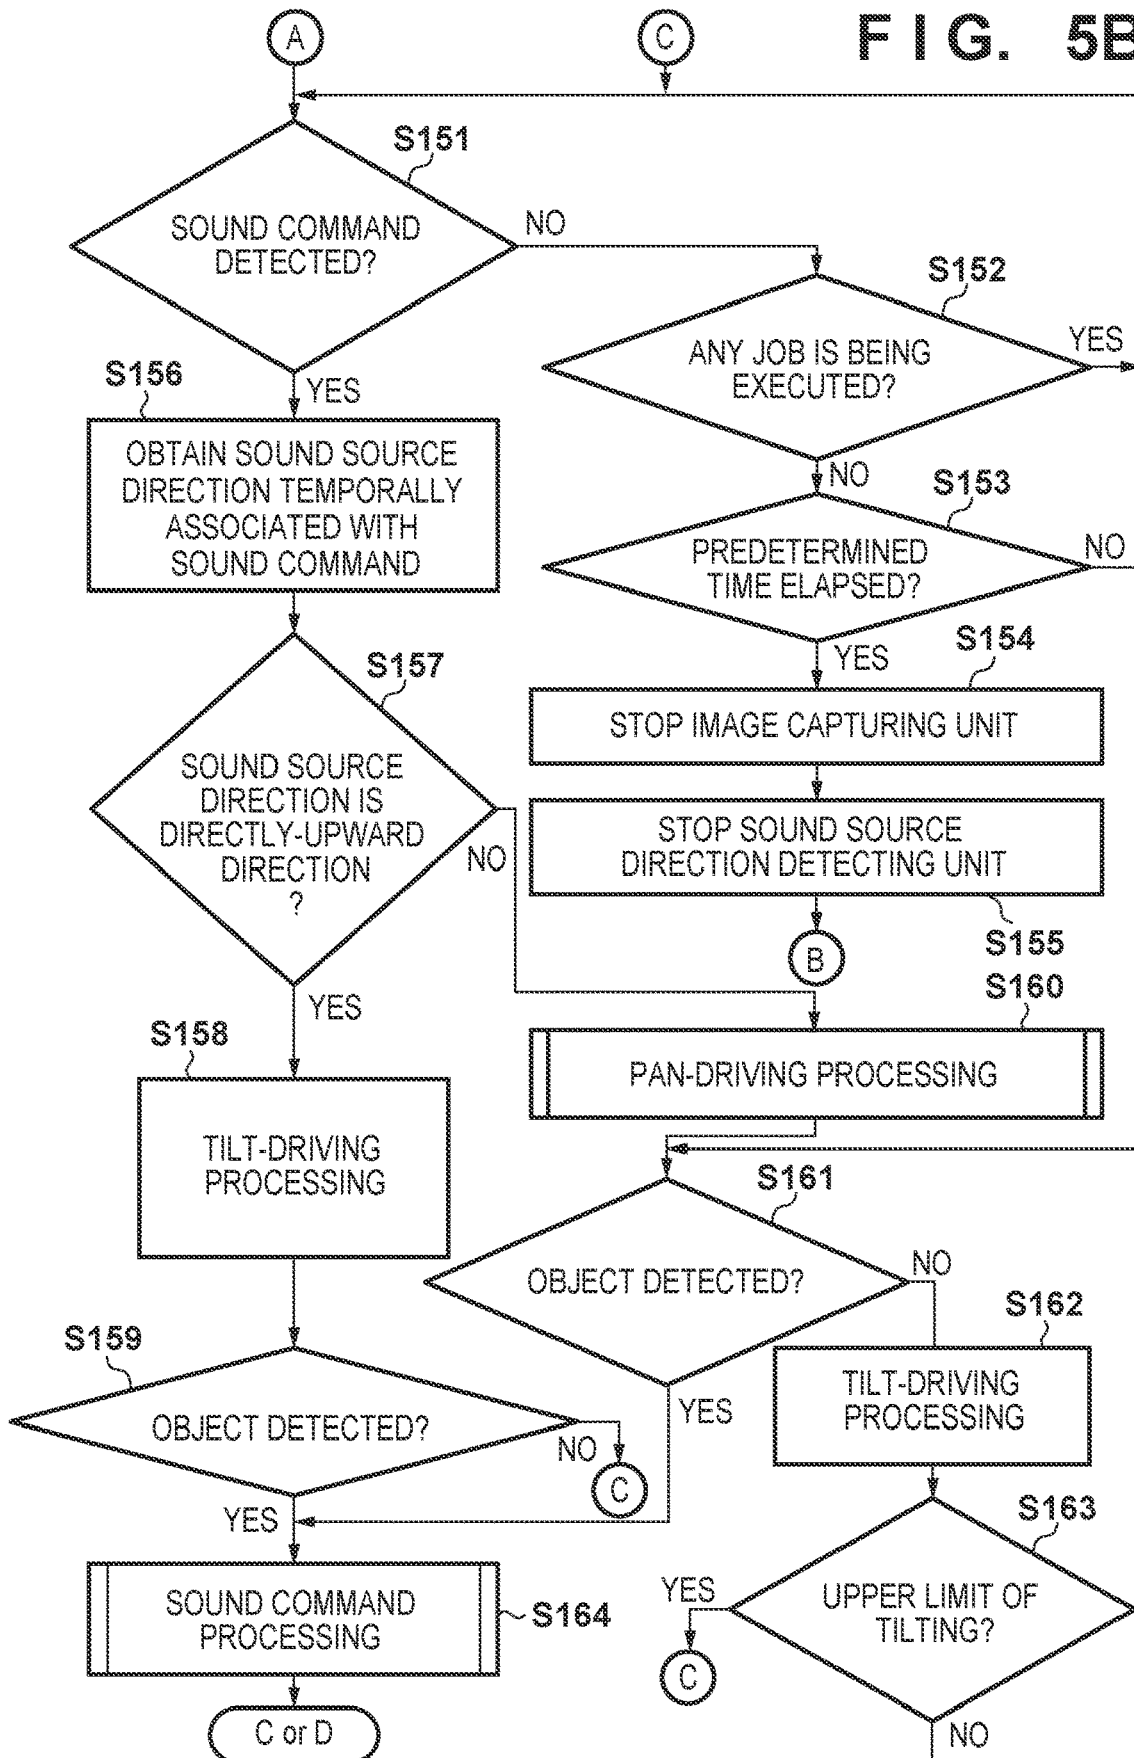 A
C
FIG. 5B
S151
SOUND COMMAND
DETECTED?
NO
S152
ANY JOB IS BEING
EXECUTED?
YES
YES
S156
OBTAIN SOUND SOURCE
DIRECTION TEMPORALLY
ASSOCIATED WITH
SOUND COMMAND
NO
S153
PREDETERMINED
TIME ELAPSED?
NO
YES
S154
STOP IMAGE CAPTURING UNIT
S157
SOUND SOURCE
DIRECTION IS
DIRECTLY-UPWARD
DIRECTION
?
NO
STOP SOUND SOURCE
DIRECTION DETECTING UNIT
S155
B
YES
S160
PAN-DRIVING PROCESSING
S158
TILT-DRIVING
PROCESSING
S161
OBJECT DETECTED?
NO
S162
TILT-DRIVING
PROCESSING
YES
S159
OBJECT DETECTED?
NO
C
YES
S163
UPPER LIMIT OF
TILTING?
YES
C
NO
SOUND COMMAND
PROCESSING
S164
C or D